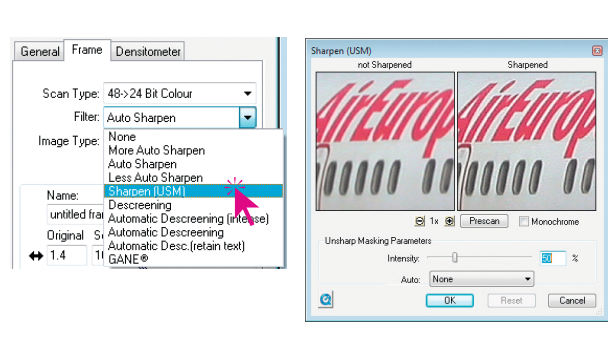 General Frame Densitometer
Scan Type: 48->24 Bit Colour
Filter: Auto Sharpen
Image Type:
None
More Auto Sharpen
Auto Sharpen
Less Auto Sharpen
Sharpen (USM)
Descreening
Automatic Descreening (intense)
Automatic Descreening
Automatic Desc.(retain text)
GANE®
Name:
untitled fra
Original S
1.4 1
Sharpen (USM)
not Sharpened Sharpened
AirEurop AirEurop
1x Prescan Monochrome
Unsharp Masking Parameters
Intensity: 50 %
Auto: None
OK Reset Cancel